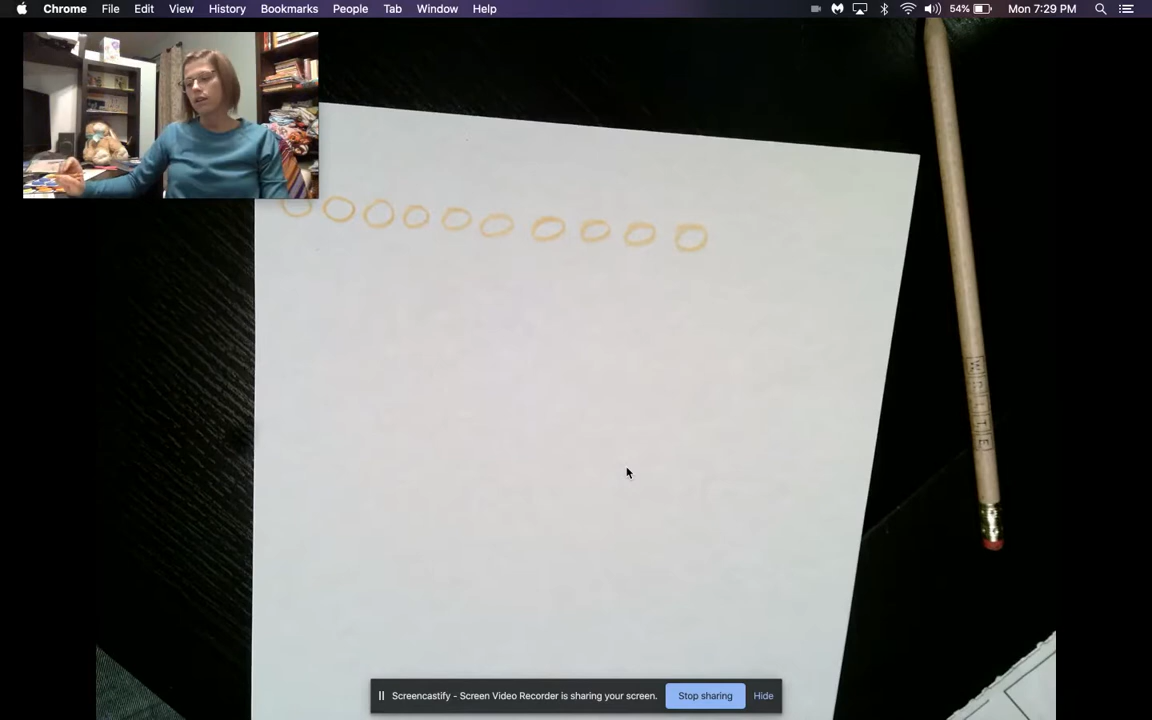 Chrome File Edit View History Bookmarks People Tab Window Help 54% Mon 7:29 PM
WRITE
Screencastify - Screen Video Recorder is sharing your screen. Stop sharing Hide